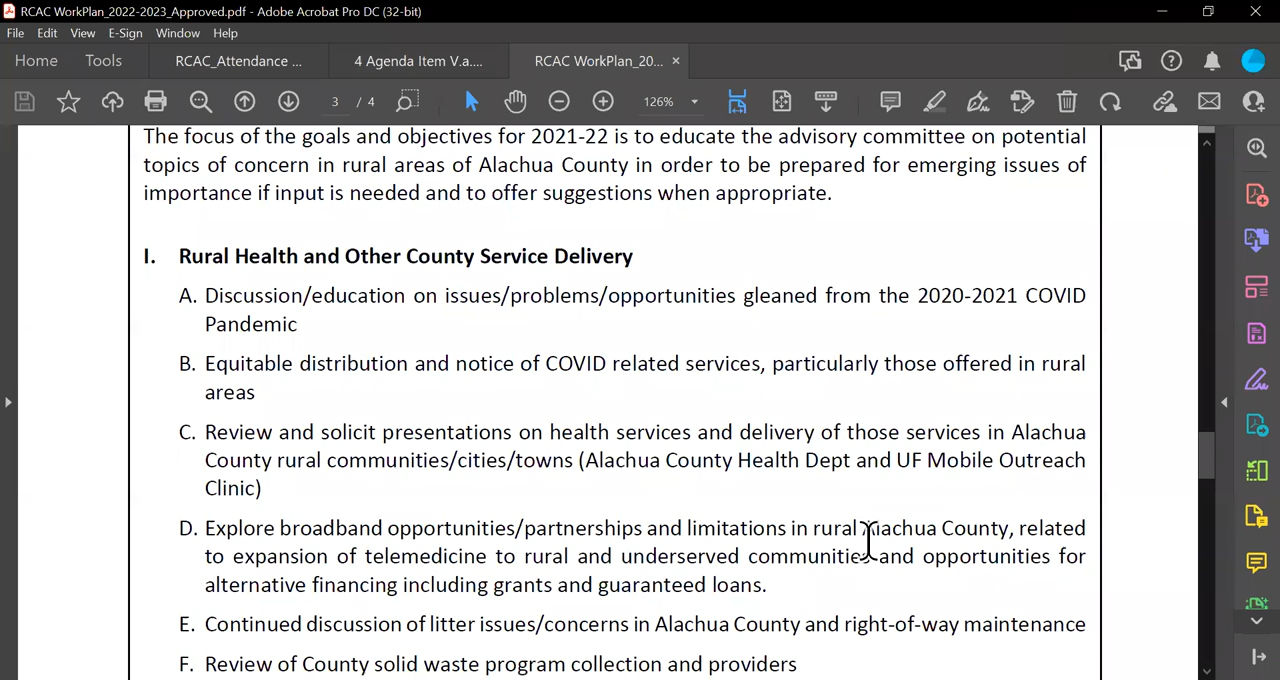 RCAC WorkPlan_2022-2023_Approved.pdf - Adobe Acrobat Pro DC (32-bit)
File Edit View E-Sign Window Help
Home Tools RCAC_Attendance ... 4 Agenda Item V.a.... RCAC WorkPlan_20... ×
3 / 4 126%
The focus of the goals and objectives for 2021-22 is to educate the advisory committee on potential
topics of concern in rural areas of Alachua County in order to be prepared for emerging issues of
importance if input is needed and to offer suggestions when appropriate.
I. Rural Health and Other County Service Delivery
A. Discussion/education on issues/problems/opportunities gleaned from the 2020-2021 COVID
Pandemic
B. Equitable distribution and notice of COVID related services, particularly those offered in rural
areas
C. Review and solicit presentations on health services and delivery of those services in Alachua
County rural communities/cities/towns (Alachua County Health Dept and UF Mobile Outreach
Clinic)
D. Explore broadband opportunities/partnerships and limitations in rural Alachua County, related
to expansion of telemedicine to rural and underserved communities and opportunities for
alternative financing including grants and guaranteed loans.
E. Continued discussion of litter issues/concerns in Alachua County and right-of-way maintenance
F. Review of County solid waste program collection and providers